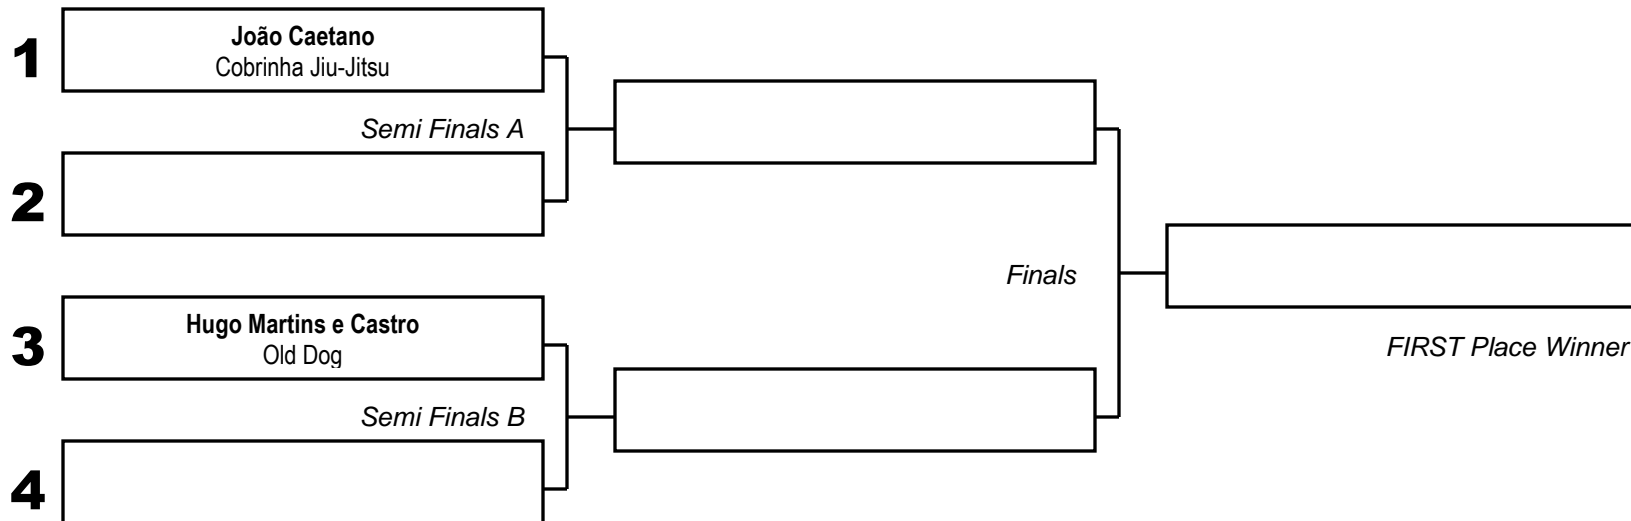 1
João Caetano
Cobrinha Jiu-Jitsu
Semi Finals A
2
Finals
3
Hugo Martins e Castro
Old Dog
FIRST Place Winner
Semi Finals B
4